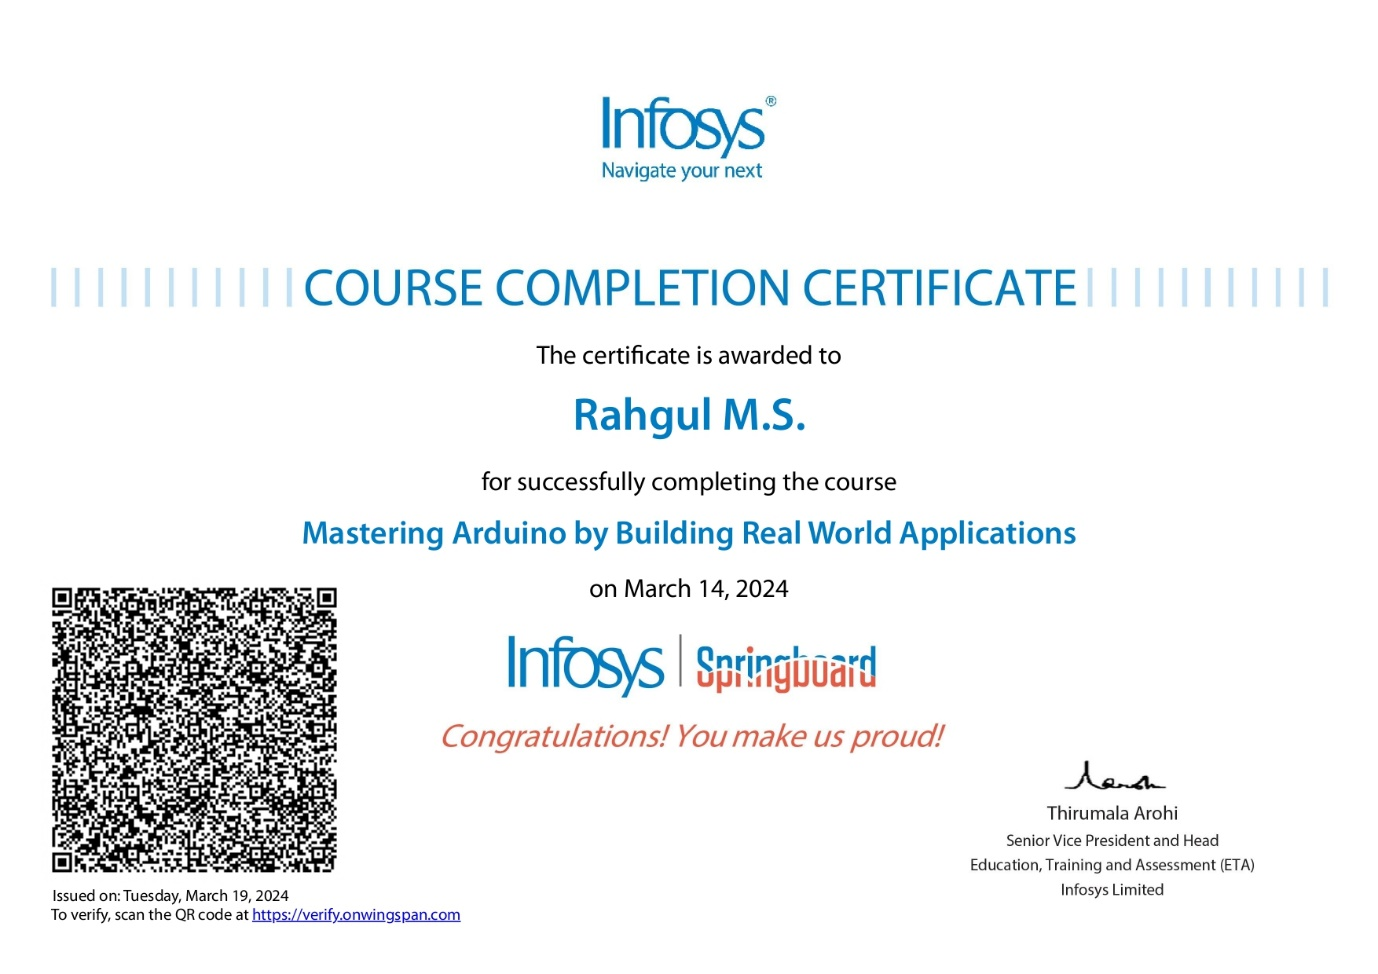 Infosys®
Navigate your next
COURSE COMPLETION CERTIFICATE
The certificate is awarded to
Rahgul M.S.
for successfully completing the course
Mastering Arduino by Building Real World Applications
on March 14, 2024
Infosys | Springboard
Congratulations! You make us proud!
Thirumala Arohi
Senior Vice President and Head
Education, Training and Assessment (ETA)
Infosys Limited
Issued on: Tuesday, March 19, 2024
To verify, scan the QR code at https://verify.onwingspan.com